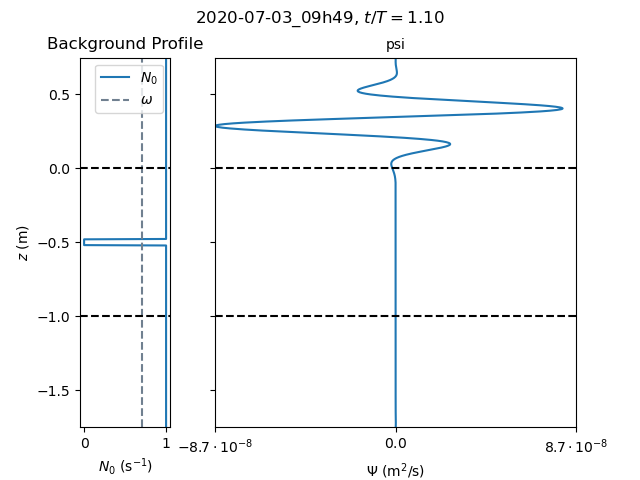 2020-07-03_09h49, t/T = 1.10
Background Profile
psi
N₀
ω
z (m)
0.5
0.0
−0.5
−1.0
−1.5
0
1
N₀ (s⁻¹)
−8.7 · 10⁻⁸
0.0
8.7 · 10⁻⁸
Ψ (m²/s)